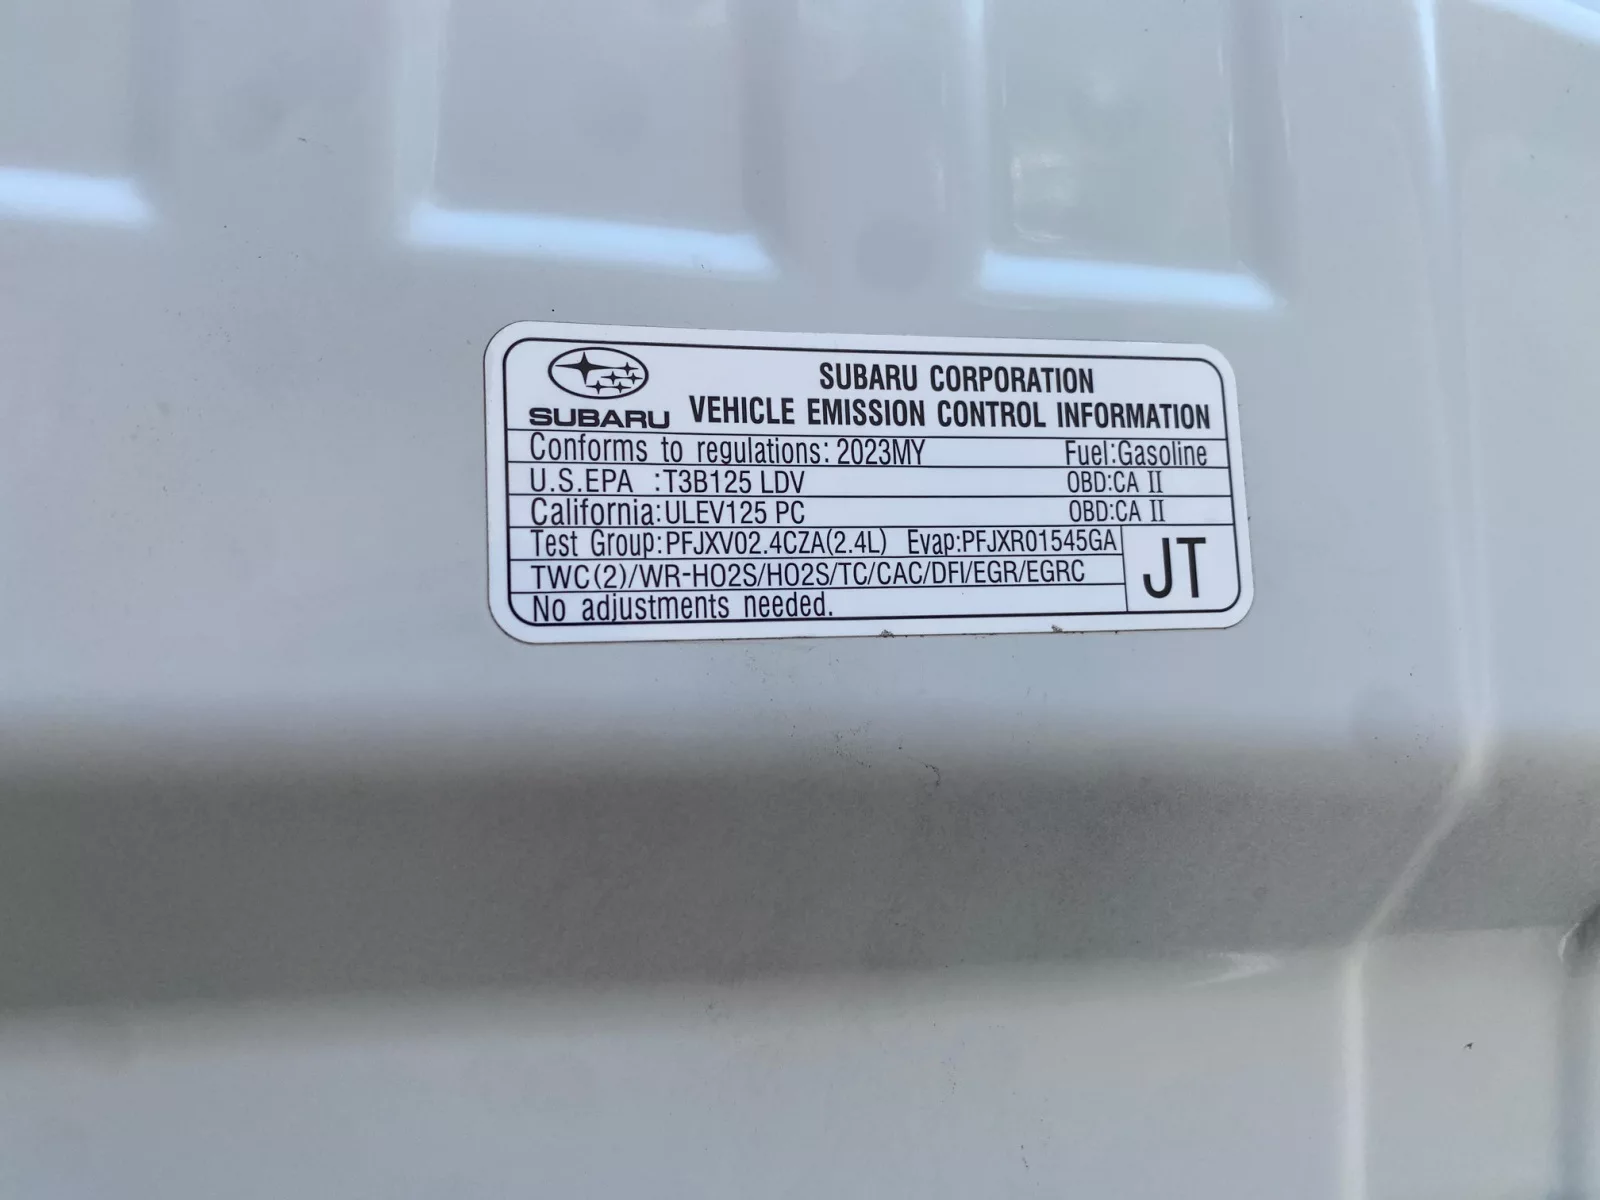 SUBARU
SUBARU CORPORATION
VEHICLE EMISSION CONTROL INFORMATION
Conforms to regulations: 2023MY Fuel:Gasoline
U.S.EPA :T3B125 LDV OBD:CA II
California:ULEV125 PC OBD:CA II
Test Group:PFJXV02.4CZA(2.4L) Evap:PFJXR01545GA
TWC(2)/WR-HO2S/HO2S/TC/CAC/DFI/EGR/EGRC
No adjustments needed.
JT